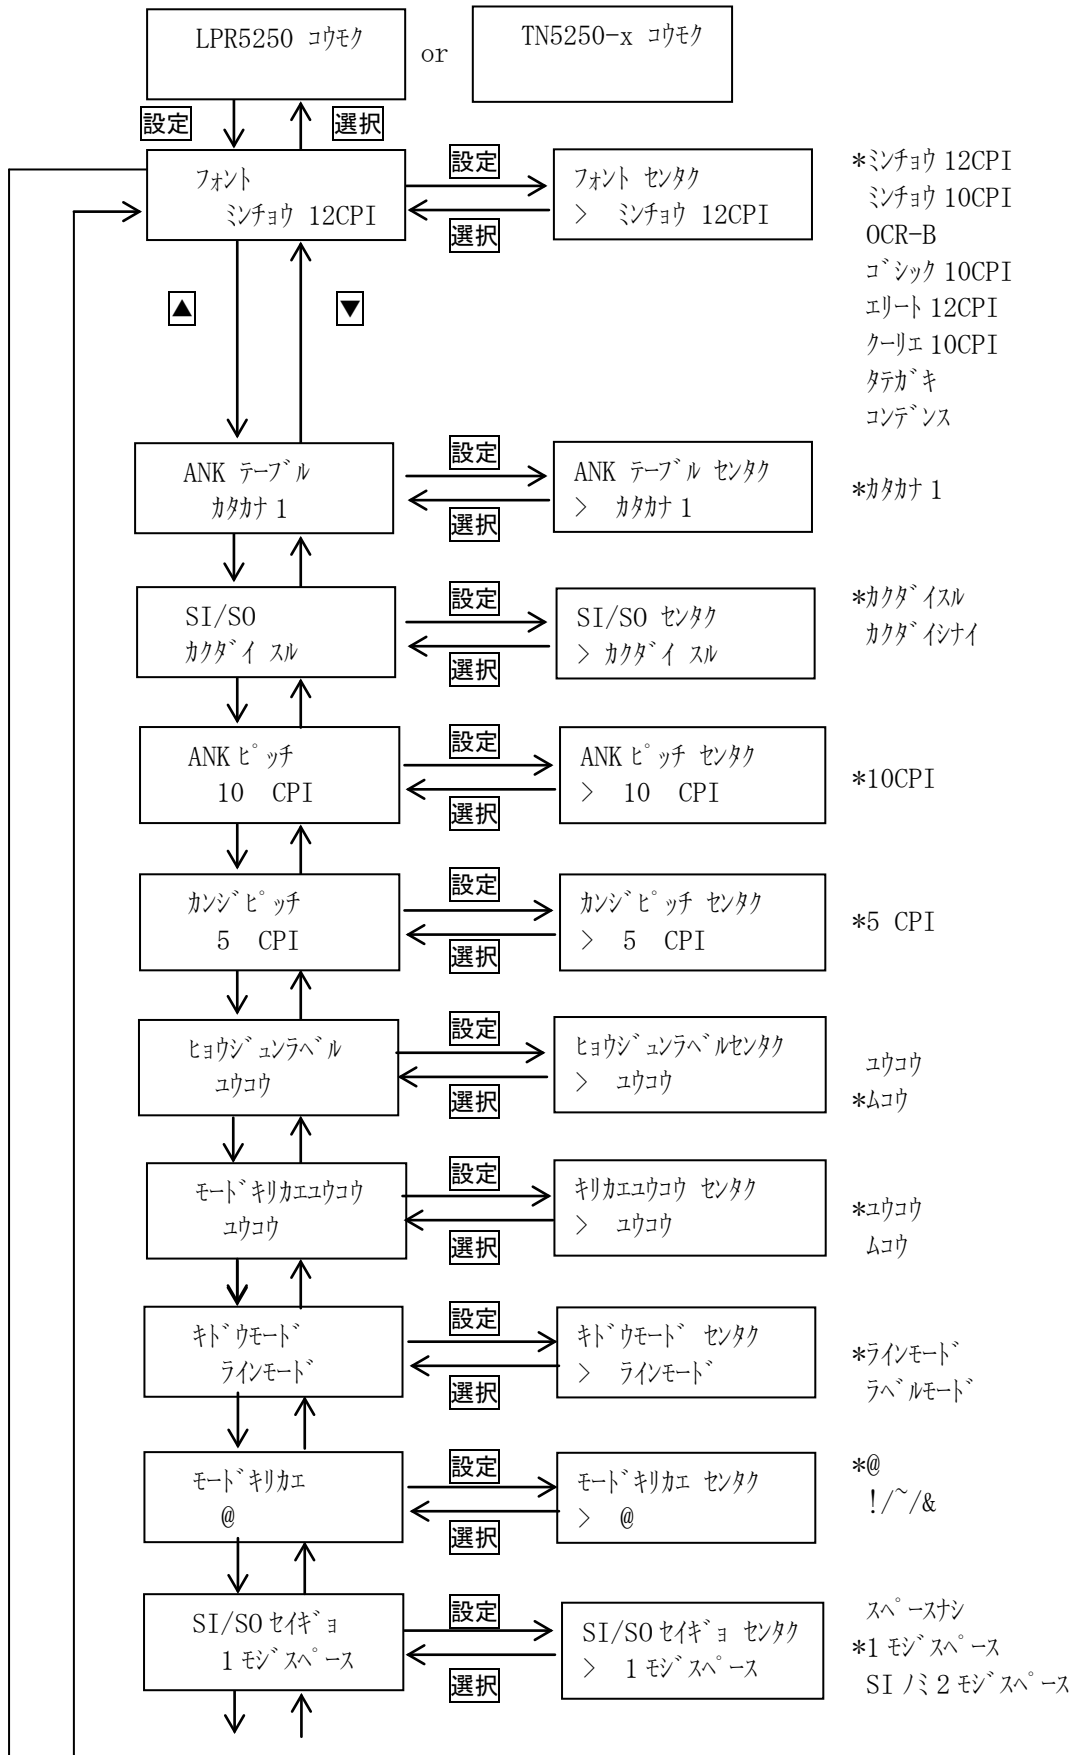 LPR5250 コウモク
or
TN5250-x コウモク
設定
選択
フォント
ミンチョウ 12CPI
設定
選択
フォント センタク
> ミンチョウ 12CPI
*ミンチョウ 12CPI
ミンチョウ 10CPI
OCR-B
ゴシック 10CPI
エリート 12CPI
クーリエ 10CPI
タテガキ
コンデンス
▲
▼
ANK テーブル
カタカナ 1
設定
選択
ANK テーブル センタク
> カタカナ 1
*カタカナ 1
SI/SO
カクダイ スル
設定
選択
SI/SO センタク
> カクダイ スル
*カクダイスル
カクダイシナイ
ANK ピッチ
10 CPI
設定
選択
ANK ピッチ センタク
> 10 CPI
*10CPI
カンジピッチ
5 CPI
設定
選択
カンジピッチ センタク
> 5 CPI
*5 CPI
ヒョウジュンラベル
ユウコウ
設定
選択
ヒョウジュンラベルセンタク
> ユウコウ
ユウコウ
*ムコウ
モードキリカエユウコウ
ユウコウ
設定
選択
キリカエユウコウ センタク
> ユウコウ
*ユウコウ
ムコウ
キドウモード
ラインモード
設定
選択
キドウモード センタク
> ラインモード
*ラインモード
ラベルモード
モードキリカエ
@
設定
選択
モードキリカエ センタク
> @
*@
!/~/&
SI/SO セイギョ
1 モジスペース
設定
選択
SI/SO セイギョ センタク
> 1 モジスペース
スペースナシ
*1 モジスペース
SI ノミ 2 モジスペース